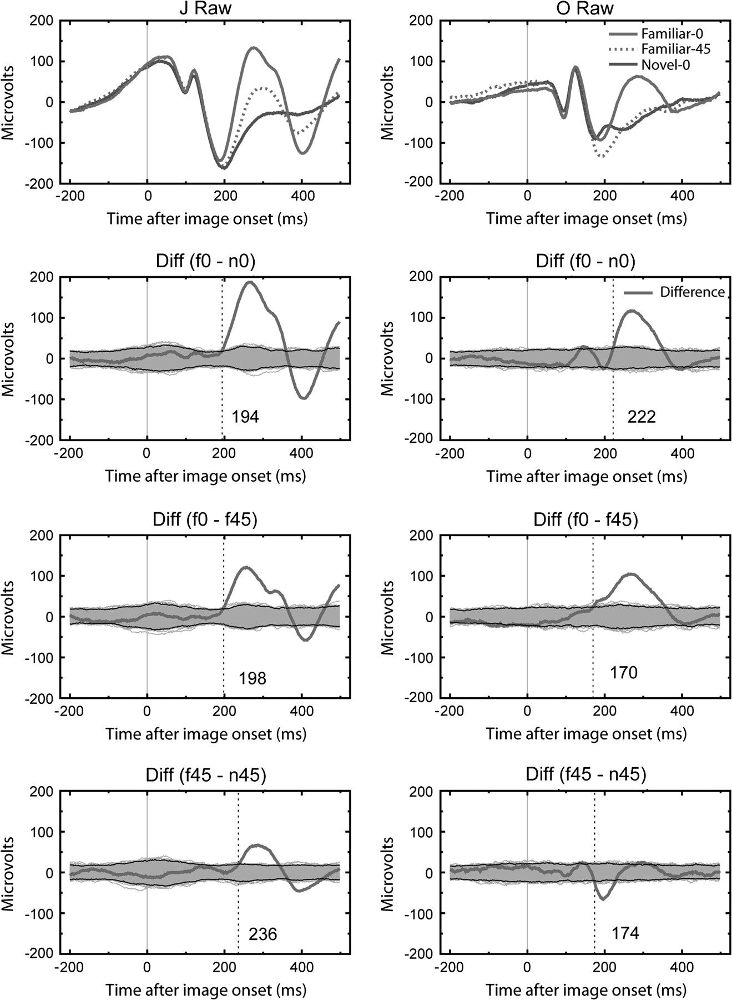 J Raw
200
100
0
-100
-200
Microvolts
-200 0 200 400
Time after image onset (ms)
O Raw
Familiar-0
Familiar-45
Novel-0
200
100
0
-100
-200
Microvolts
-200 0 200 400
Time after image onset (ms)
Diff (f0 - n0)
200
100
0
-100
-200
Microvolts
194
-200 0 200 400
Time after image onset (ms)
Diff (f0 - n0)
Difference
200
100
0
-100
-200
Microvolts
222
-200 0 200 400
Time after image onset (ms)
Diff (f0 - f45)
200
100
0
-100
-200
Microvolts
198
-200 0 200 400
Time after image onset (ms)
Diff (f0 - f45)
200
100
0
-100
-200
Microvolts
170
-200 0 200 400
Time after image onset (ms)
Diff (f45 - n45)
200
100
0
-100
-200
Microvolts
236
-200 0 200 400
Time after image onset (ms)
Diff (f45 - n45)
200
100
0
-100
-200
Microvolts
174
-200 0 200 400
Time after image onset (ms)